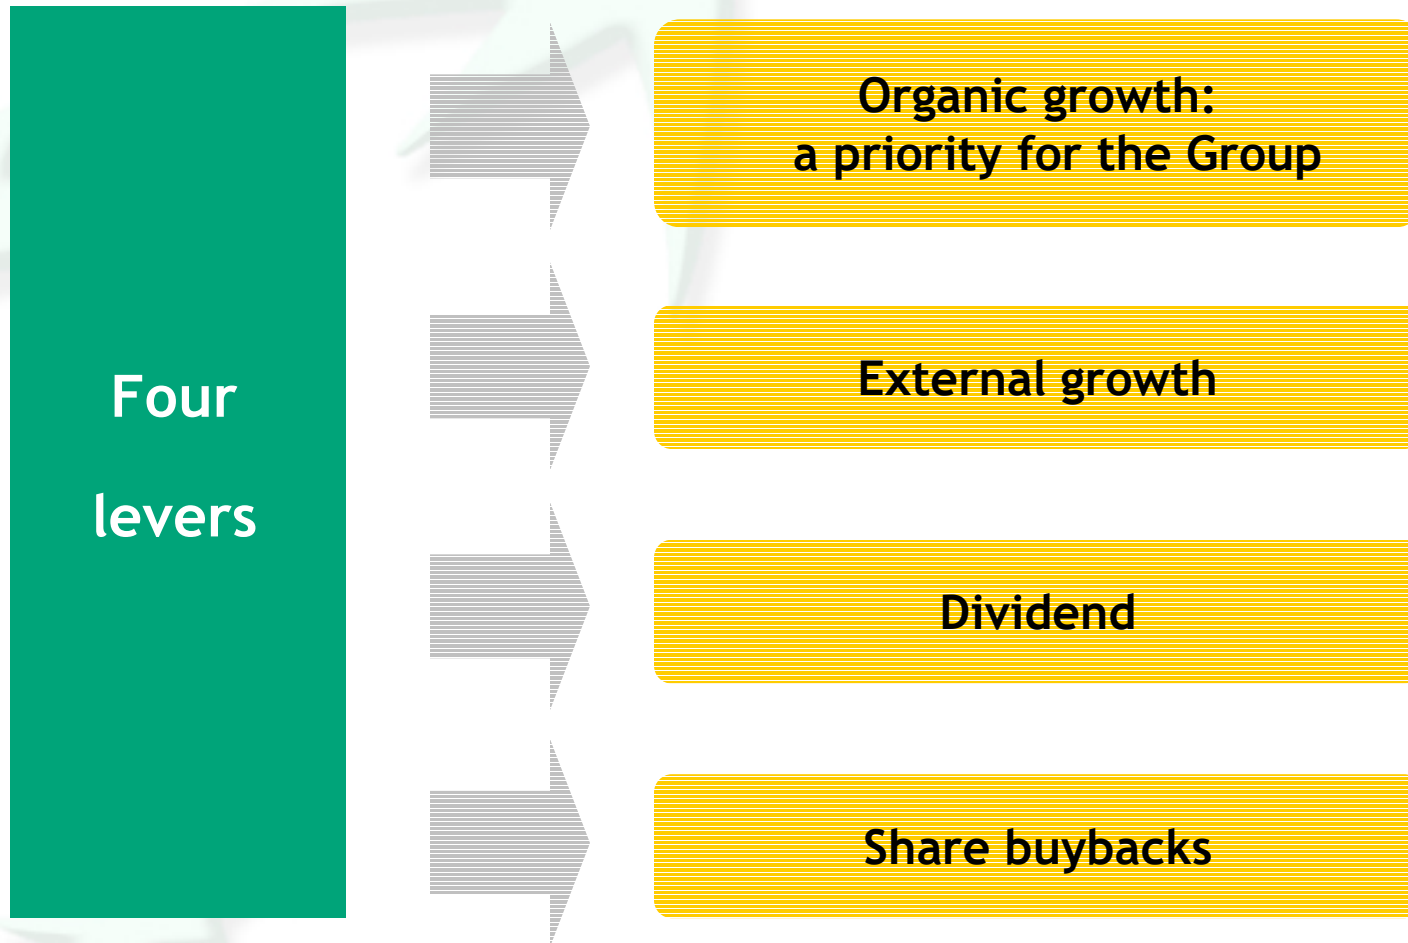 Four
levers
Organic growth:
a priority for the Group
External growth
Dividend
Share buybacks